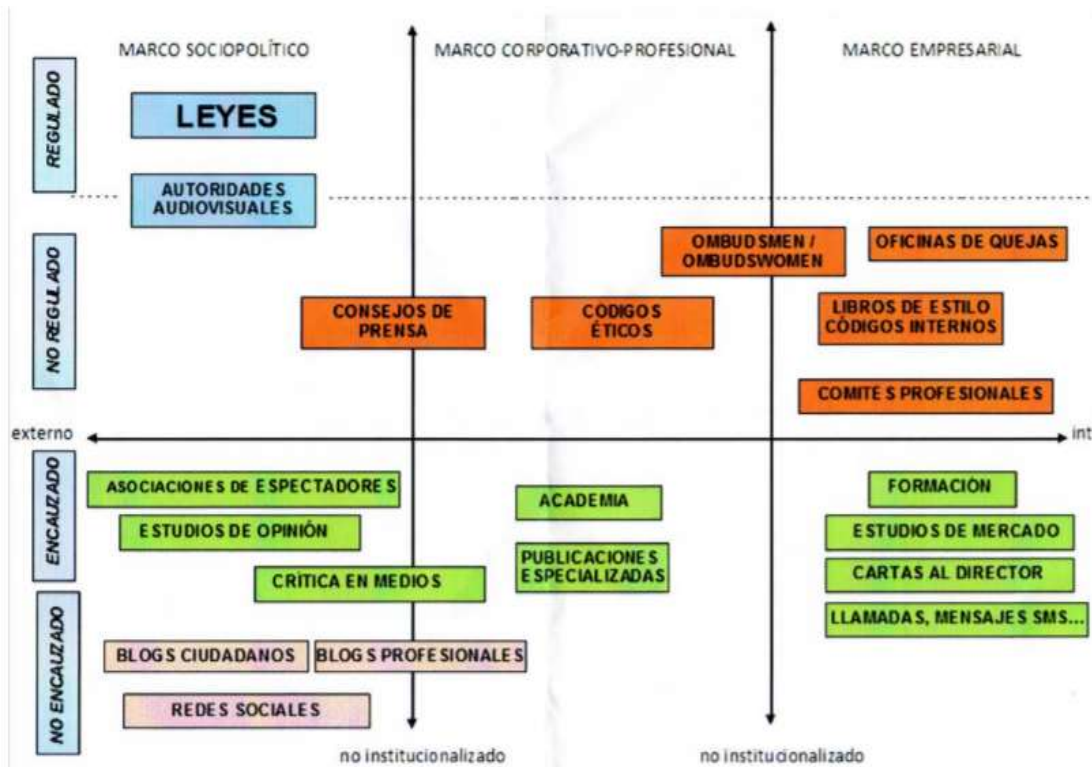 MARCO SOCIOPOLÍTICO
MARCO CORPORATIVO-PROFESIONAL
MARCO EMPRESARIAL
REGULADO
LEYES
AUTORIDADES
AUDIOVISUALES
NO REGULADO
OMBUDSMEN /
OMBUDSWOMEN
OFICINAS DE QUEJAS
CONSEJOS DE
PRENSA
CÓDIGOS
ÉTICOS
LIBROS DE ESTILO
CÓDIGOS INTERNOS
COMITÉS PROFESIONALES
externo
int
ENCAUZADO
ASOCIACIONES DE ESPECTADORES
ACADEMIA
FORMACIÓN
ESTUDIOS DE OPINIÓN
ESTUDIOS DE MERCADO
PUBLICACIONES
ESPECIALIZADAS
CRÍTICA EN MEDIOS
CARTAS AL DIRECTOR
LLAMADAS, MENSAJES SMS...
NO ENCAUZADO
BLOGS CIUDADANOS
BLOGS PROFESIONALES
REDES SOCIALES
no institucionalizado
no institucionalizado